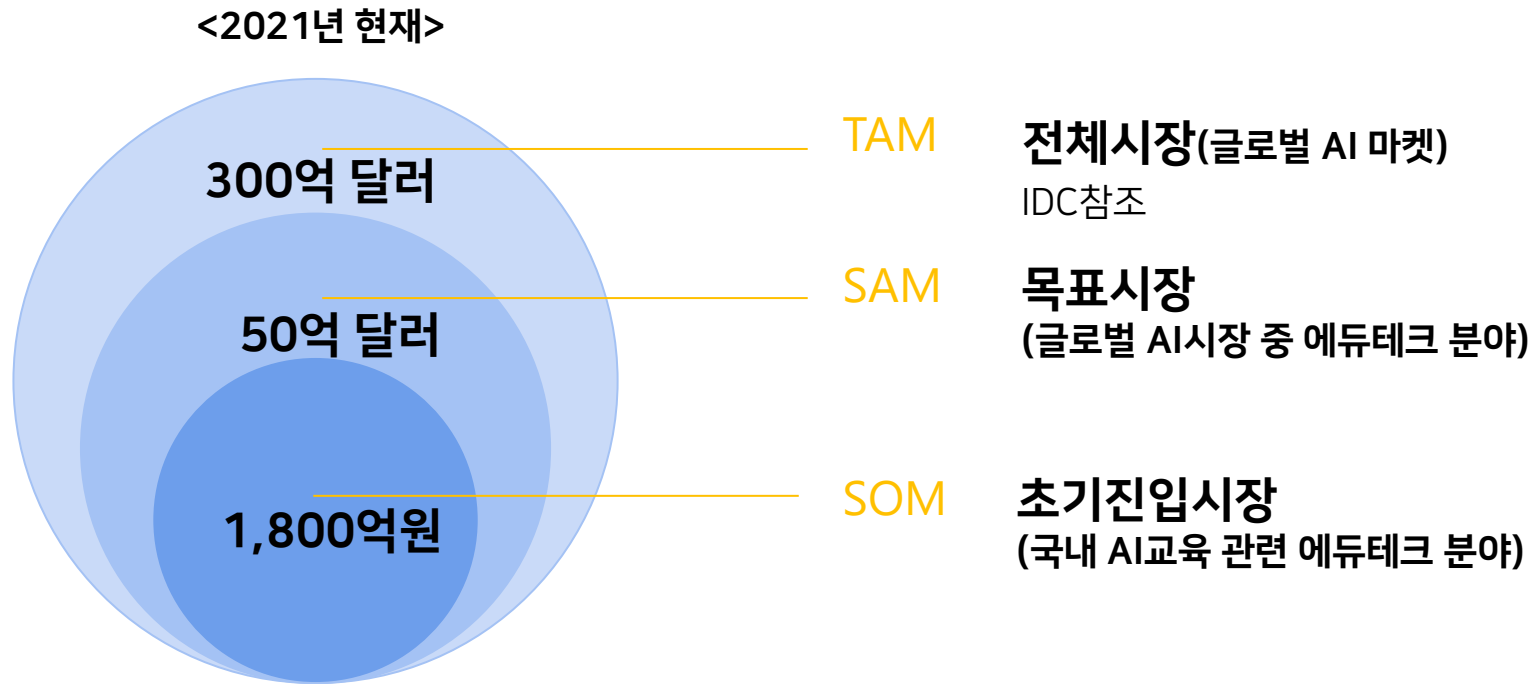 <2021년 현재>
300억 달러
50억 달러
1,800억원
TAM
전체시장(글로벌 AI 마켓)
IDC참조
SAM
목표시장
(글로벌 AI시장 중 에듀테크 분야)
SOM
초기진입시장
(국내 AI교육 관련 에듀테크 분야)